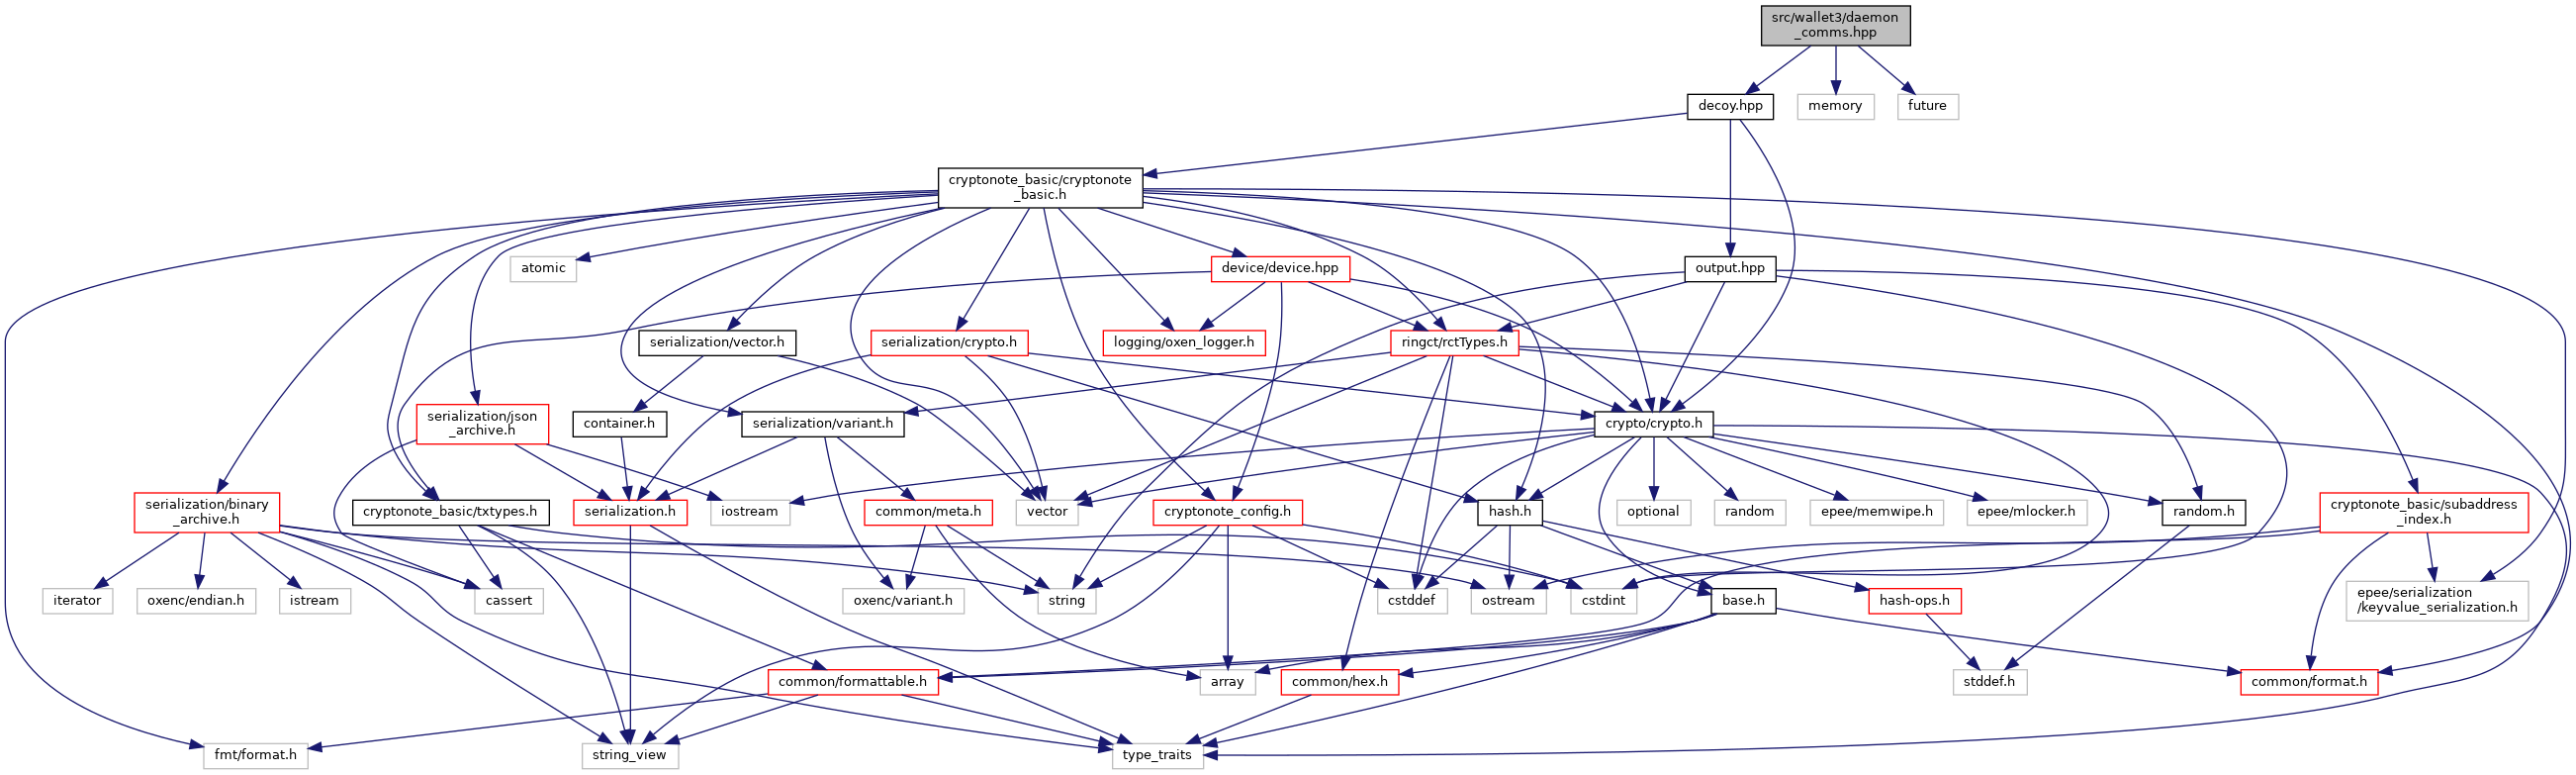 src/wallet3/daemon
_comms.hpp
decoy.hpp
memory
future
cryptonote_basic/cryptonote
_basic.h
atomic
device/device.hpp
output.hpp
serialization/vector.h
serialization/crypto.h
logging/oxen_logger.h
ringct/rctTypes.h
serialization/json
_archive.h
container.h
serialization/variant.h
crypto/crypto.h
serialization/binary
_archive.h
cryptonote_basic/txtypes.h
serialization.h
iostream
common/meta.h
vector
cryptonote_config.h
hash.h
optional
random
epee/memwipe.h
epee/mlocker.h
random.h
cryptonote_basic/subaddress
_index.h
iterator
oxenc/endian.h
istream
cassert
oxenc/variant.h
string
cstddef
ostream
cstdint
base.h
hash-ops.h
epee/serialization
/keyvalue_serialization.h
common/formattable.h
array
common/hex.h
stddef.h
common/format.h
fmt/format.h
string_view
type_traits